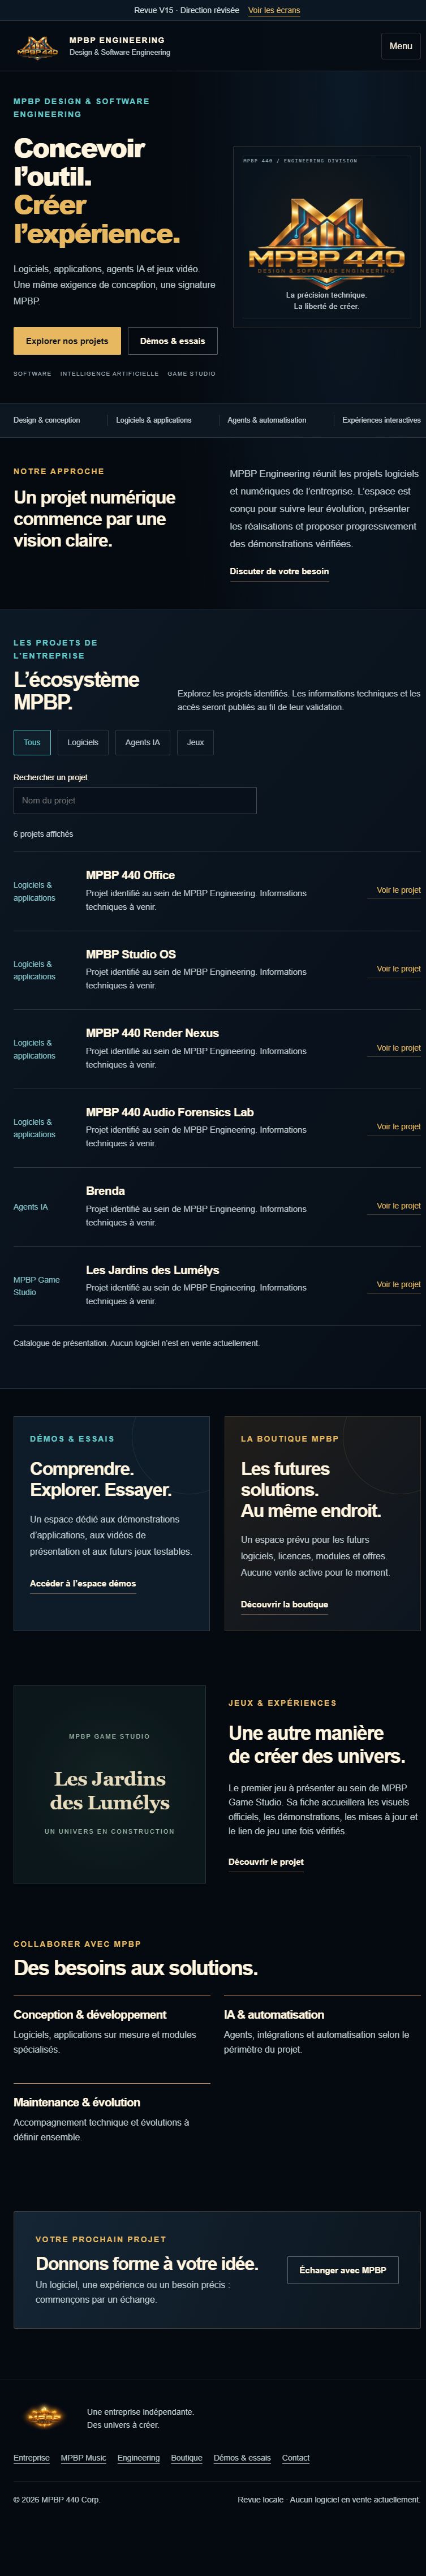 Revue V15 · Direction révisée Voir les écrans
MPBP 440
MPBP ENGINEERING
Design & Software Engineering
Menu
MPBP DESIGN & SOFTWARE
ENGINEERING
Concevoir
l’outil.
Créer
l’expérience.
Logiciels, applications, agents IA et jeux vidéo.
Une même exigence de conception, une signature
MPBP.
Explorer nos projets
Démos & essais
SOFTWARE INTELLIGENCE ARTIFICIELLE GAME STUDIO
MPBP 440 / ENGINEERING DIVISION
MPBP 440
DESIGN & SOFTWARE ENGINEERING
La précision technique.
La liberté de créer.
Design & conception
Logiciels & applications
Agents & automatisation
Expériences interactives
NOTRE APPROCHE
Un projet numérique
commence par une
vision claire.
MPBP Engineering réunit les projets logiciels
et numériques de l’entreprise. L’espace est
conçu pour suivre leur évolution, présenter
les réalisations et proposer progressivement
des démonstrations vérifiées.
Discuter de votre besoin
LES PROJETS DE
L’ENTREPRISE
L’écosystème
MPBP.
Explorez les projets identifiés. Les informations techniques et les
accès seront publiés au fil de leur validation.
Tous
Logiciels
Agents IA
Jeux
Rechercher un projet
Nom du projet
6 projets affichés
Logiciels &
applications
MPBP 440 Office
Projet identifié au sein de MPBP Engineering. Informations
techniques à venir.
Voir le projet
Logiciels &
applications
MPBP Studio OS
Projet identifié au sein de MPBP Engineering. Informations
techniques à venir.
Voir le projet
Logiciels &
applications
MPBP 440 Render Nexus
Projet identifié au sein de MPBP Engineering. Informations
techniques à venir.
Voir le projet
Logiciels &
applications
MPBP 440 Audio Forensics Lab
Projet identifié au sein de MPBP Engineering. Informations
techniques à venir.
Voir le projet
Agents IA
Brenda
Projet identifié au sein de MPBP Engineering. Informations
techniques à venir.
Voir le projet
MPBP Game
Studio
Les Jardins des Lumélys
Projet identifié au sein de MPBP Engineering. Informations
techniques à venir.
Voir le projet
Catalogue de présentation. Aucun logiciel n’est en vente actuellement.
DÉMOS & ESSAIS
Comprendre.
Explorer. Essayer.
Un espace dédié aux démonstrations
d’applications, aux vidéos de
présentation et aux futurs jeux testables.
Accéder à l’espace démos
LA BOUTIQUE MPBP
Les futures
solutions.
Au même endroit.
Un espace prévu pour les futurs
logiciels, licences, modules et offres.
Aucune vente active pour le moment.
Découvrir la boutique
MPBP GAME STUDIO
Les Jardins
des Lumélys
UN UNIVERS EN CONSTRUCTION
JEUX & EXPÉRIENCES
Une autre manière
de créer des univers.
Le premier jeu à présenter au sein de MPBP
Game Studio. Sa fiche accueillera les visuels
officiels, les démonstrations, les mises à jour et
le lien de jeu une fois vérifiés.
Découvrir le projet
COLLABORER AVEC MPBP
Des besoins aux solutions.
Conception & développement
Logiciels, applications sur mesure et modules
spécialisés.
IA & automatisation
Agents, intégrations et automatisation selon le
périmètre du projet.
Maintenance & évolution
Accompagnement technique et évolutions à
définir ensemble.
VOTRE PROCHAIN PROJET
Donnons forme à votre idée.
Un logiciel, une expérience ou un besoin précis :
commençons par un échange.
Échanger avec MPBP
MPBP 440
Une entreprise indépendante.
Des univers à créer.
Entreprise MPBP Music Engineering Boutique Démos & essais Contact
© 2026 MPBP 440 Corp.
Revue locale · Aucun logiciel en vente actuellement.